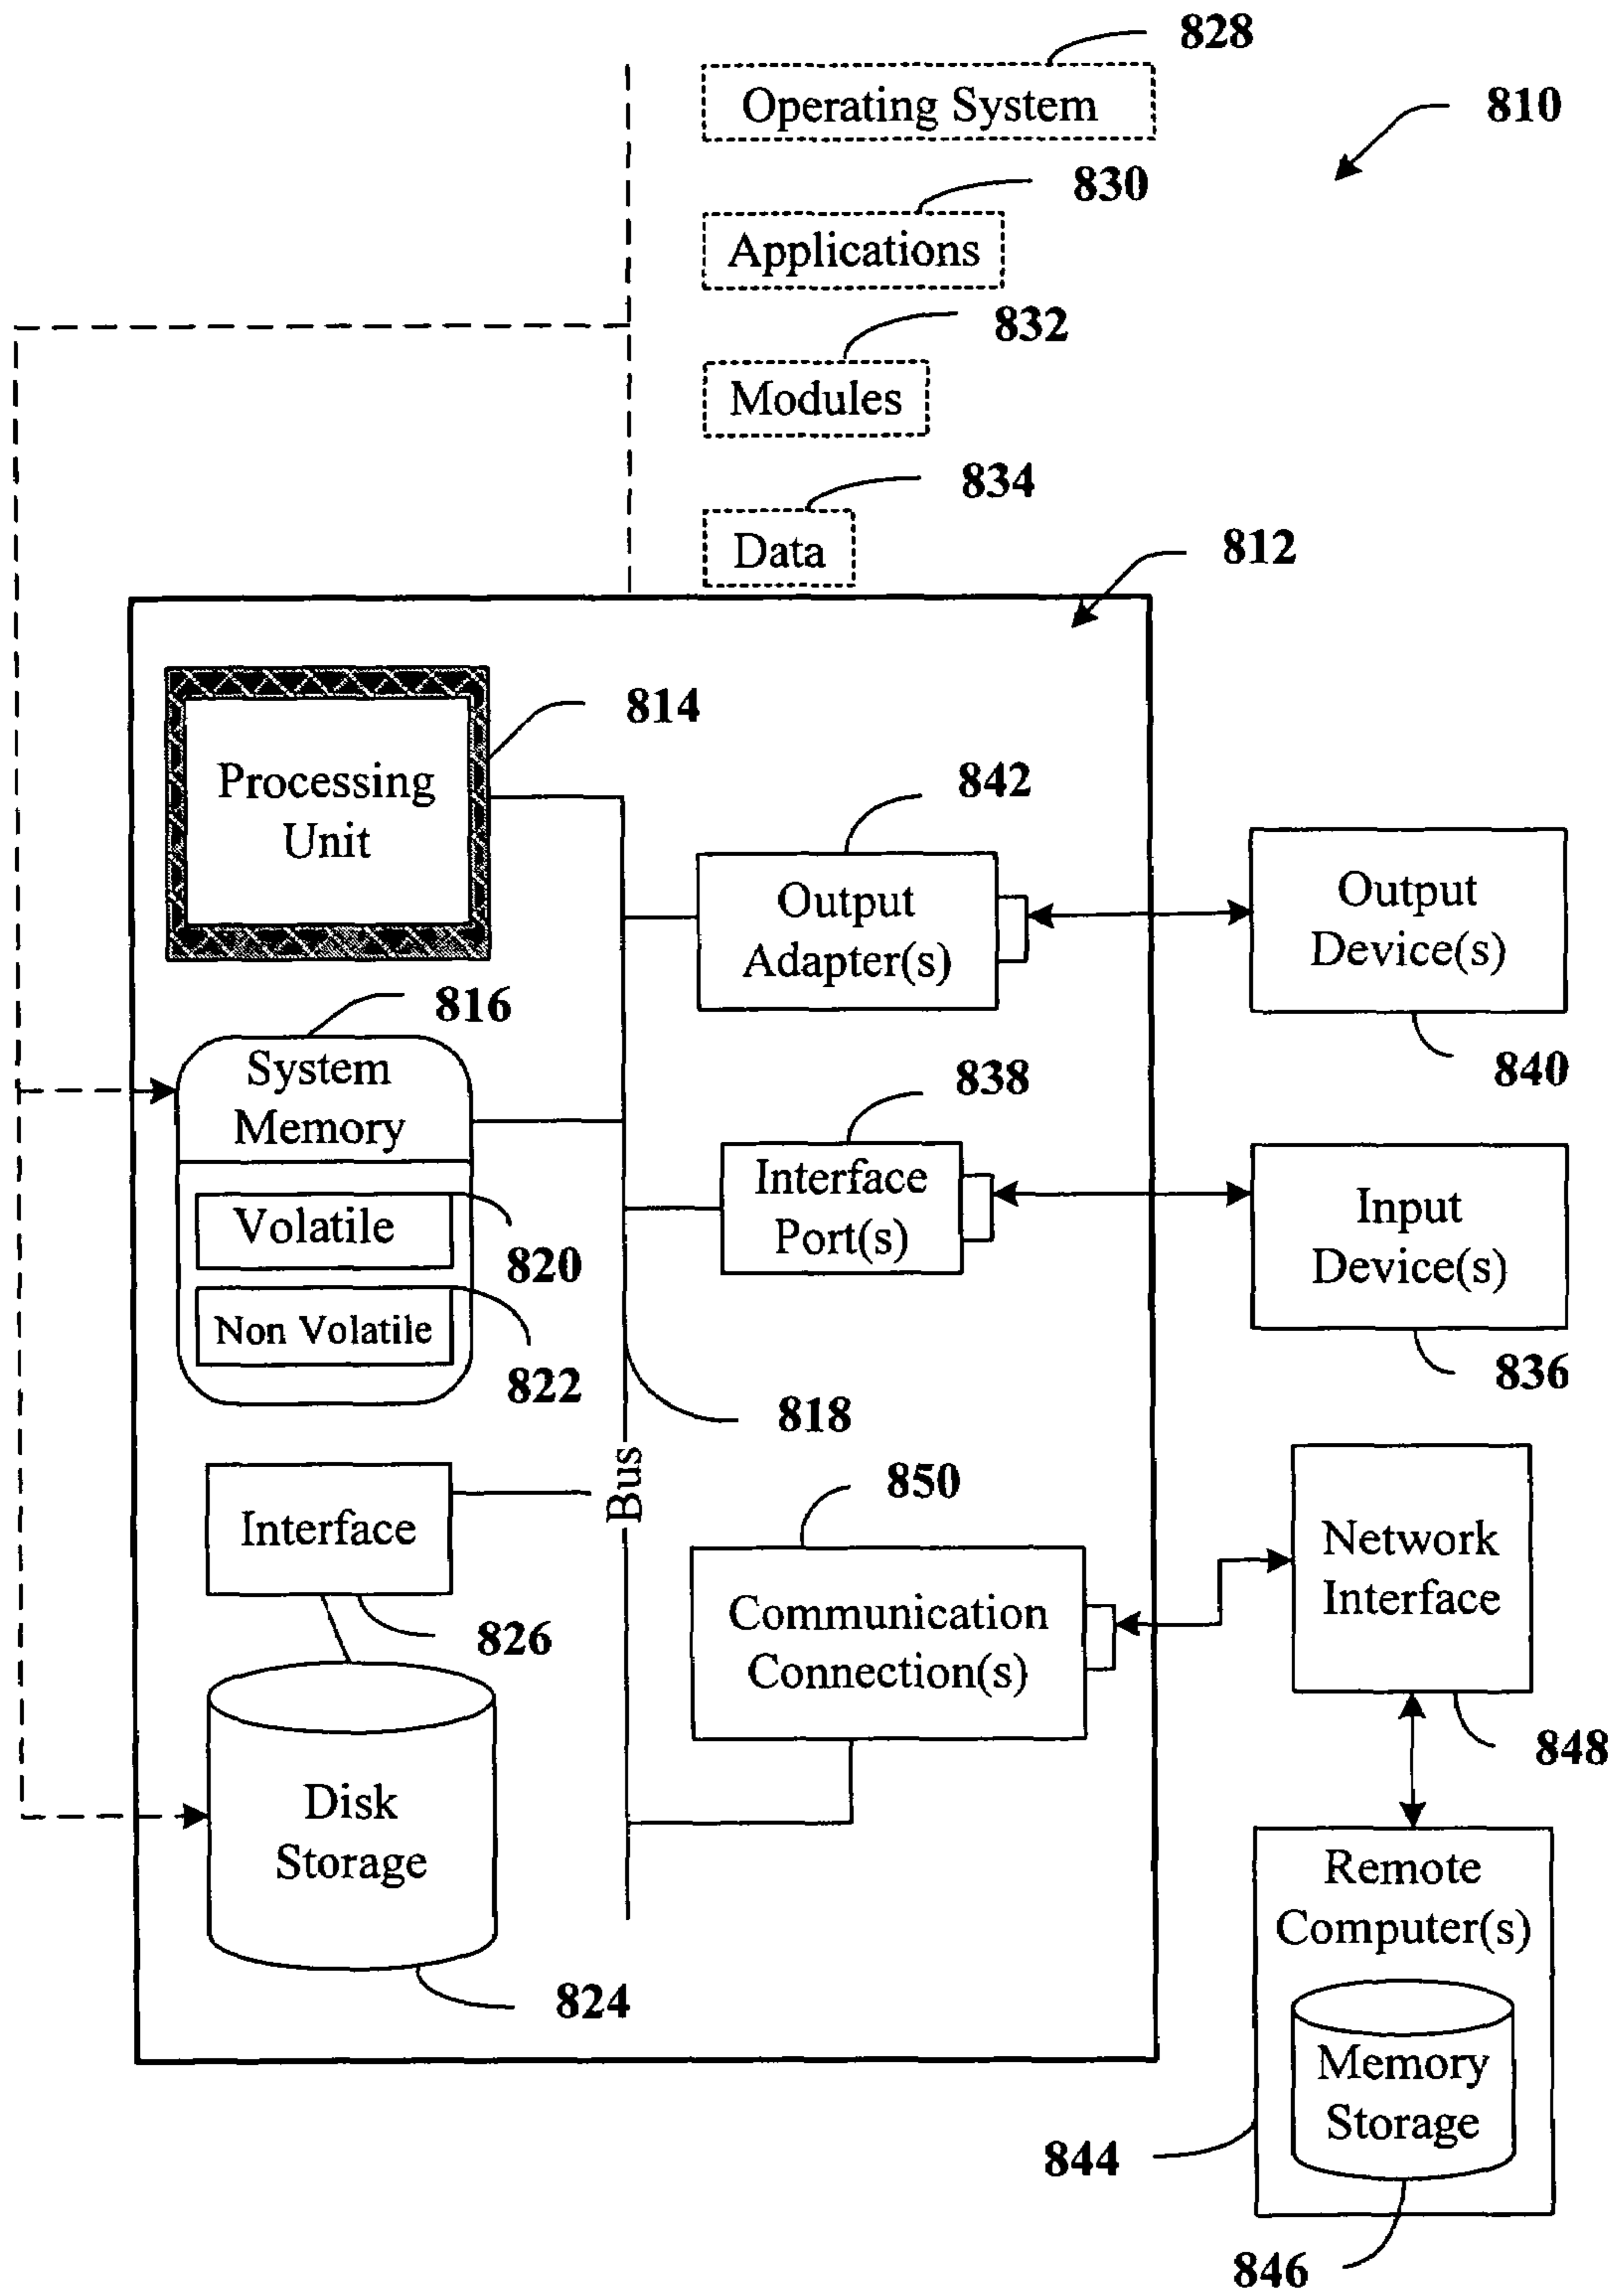 828
Operating System
810
830
Applications
832
Modules
834
Data
812
814
Processing
Unit
842
Output
Adapter(s)
Output
Device(s)
840
816
System
Memory
838
Interface
Port(s)
Input
Device(s)
836
Volatile
820
Non Volatile
822
818
Bus
850
Interface
826
Communication
Connection(s)
Network
Interface
848
Disk
Storage
824
Remote
Computer(s)
Memory
Storage
844
846